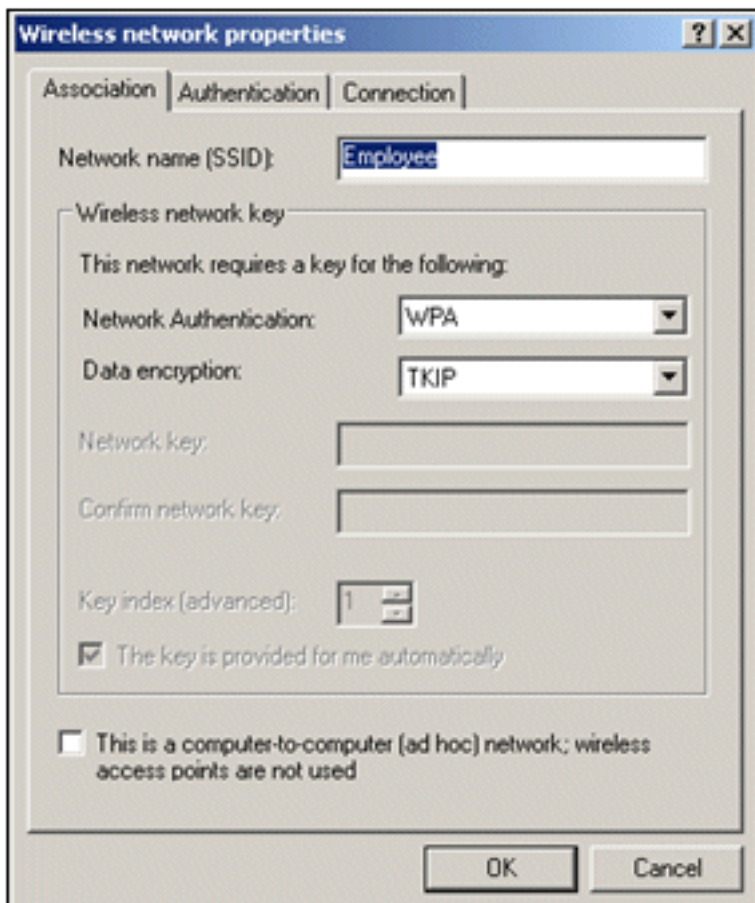 Wireless network properties
Association Authentication Connection
Network name (SSID): Employee
Wireless network key
This network requires a key for the following:
Network Authentication: WPA
Data encryption: TKIP
Network key:
Confirm network key:
Key index (advanced): 1
The key is provided for me automatically
This is a computer-to-computer (ad hoc) network; wireless
access points are not used
OK Cancel